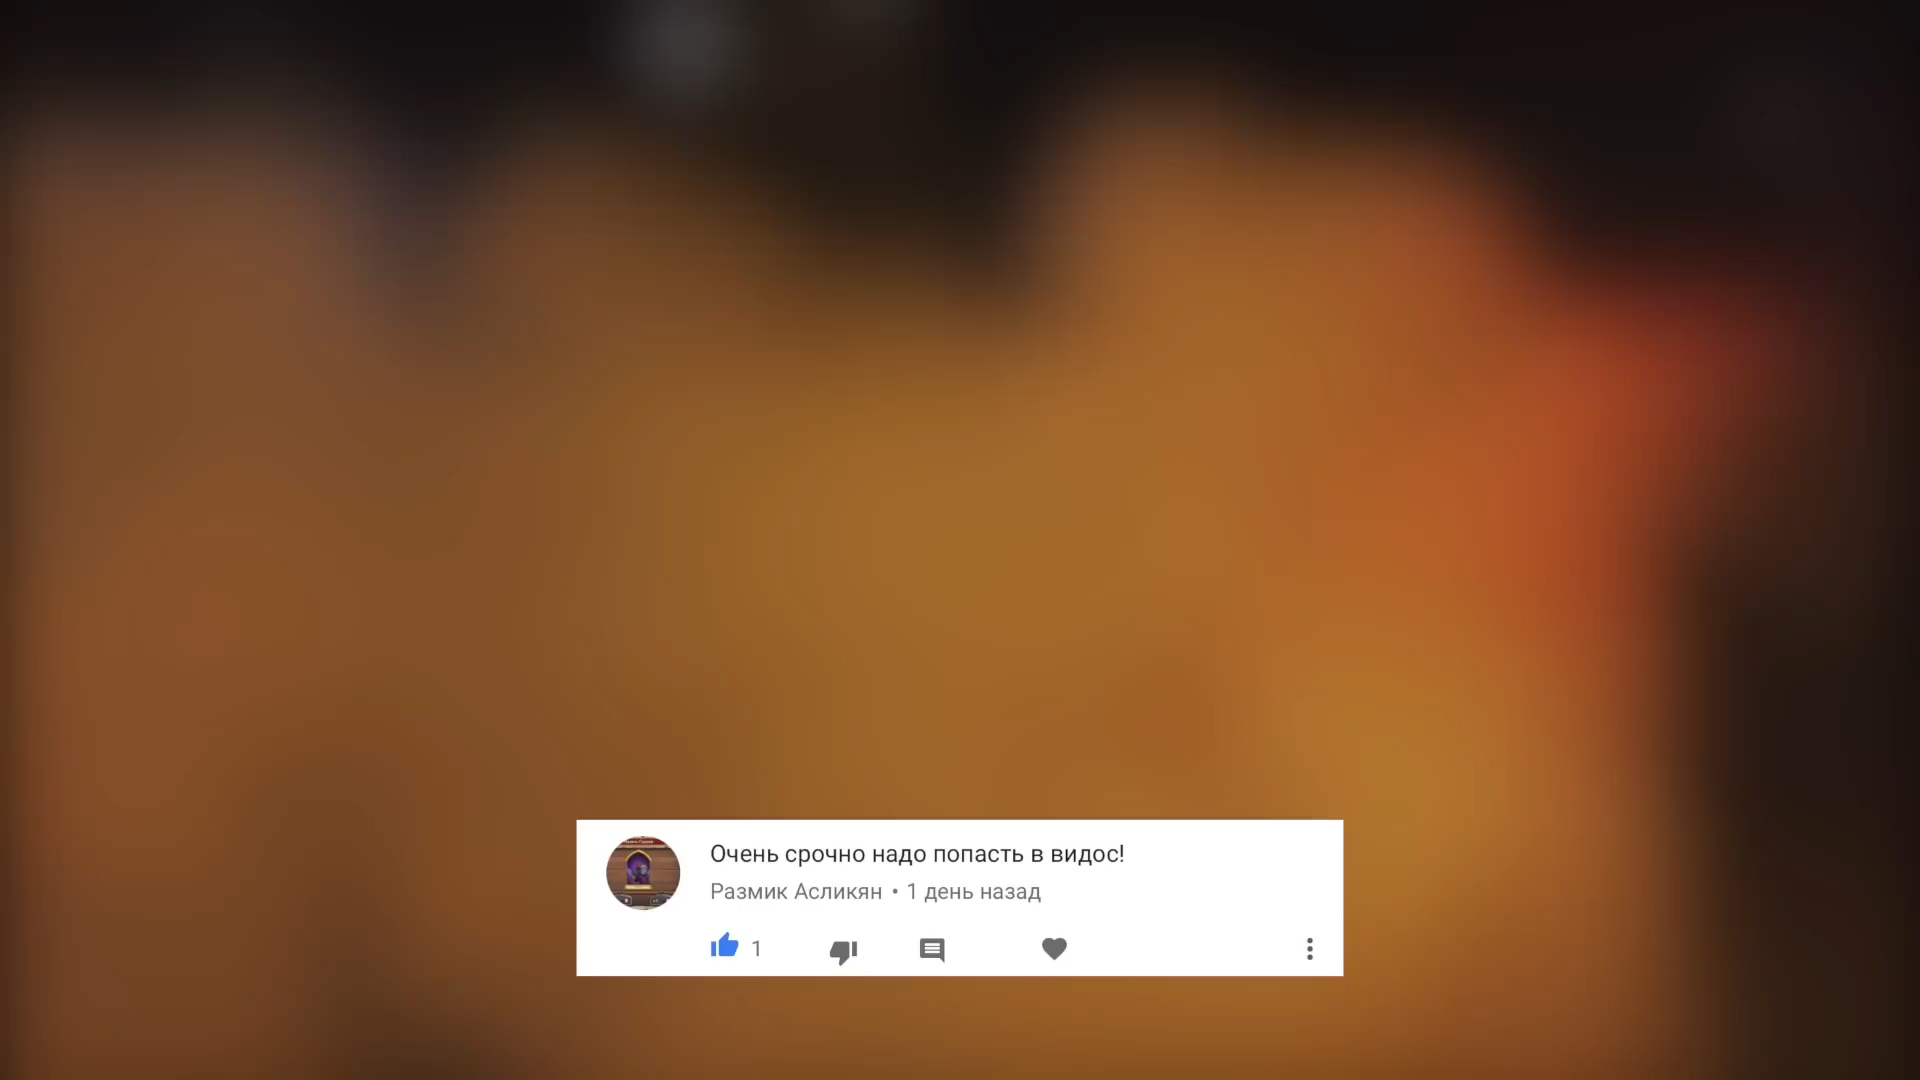 Очень срочно надо попасть в видос!
Размик Асликян • 1 день назад
1